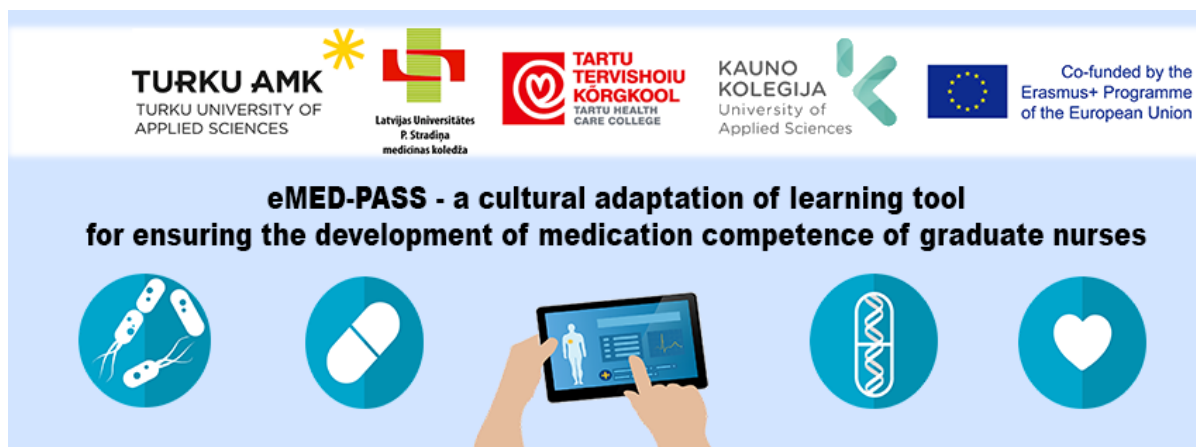 TURKU AMK
TURKU UNIVERSITY OF
APPLIED SCIENCES
Latvijas Universitātes
P. Stradiņa
medicīnas koledža
TARTU
TERVISHOIU
KÕRGKOOL
TARTU HEALTH
CARE COLLEGE
KAUNO
KOLEGIJA
University of
Applied Sciences
Co-funded by the
Erasmus+ Programme
of the European Union
eMED-PASS - a cultural adaptation of learning tool
for ensuring the development of medication competence of graduate nurses